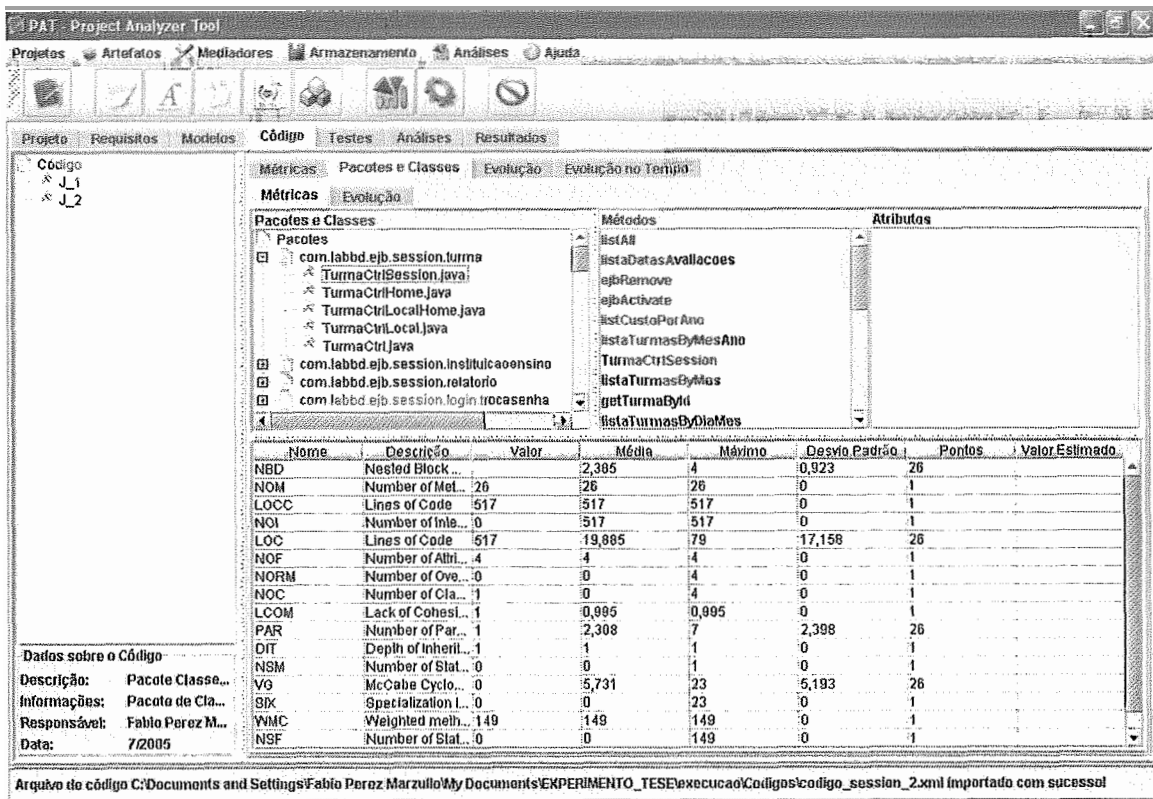 PAT - Project Analyzer Tool
Projetos Artefatos Mediadores Armazenamento Análises Ajuda
Projeto Requisitos Modelos Código Testes Análises Resultados
Código
J_1
J_2
Métricas Pacotes e Classes Evolução Evolução no Tempo
Métricas Evolução
Pacotes e Classes Métodos Atributos
Pacotes
com.labbd.ejb.session.turma
TurmaCtrlSession.java
TurmaCtrlHome.java
TurmaCtrlLocalHome.java
TurmaCtrlLocal.java
TurmaCtrl.java
com.labbd.ejb.session.instituicaoensino
com.labbd.ejb.session.relatorio
com.labbd.ejb.session.login.trocasenha
listAll
listaDatasAvaliacoes
ejbRemove
ejbActivate
listCustoPorAno
listaTurmasByMesAno
TurmaCtrlSession
listaTurmasByMes
getTurmaById
listaTurmasByDiaMes
Nome Descrição Valor Média Máximo Desvio Padrão Pontos Valor Estimado
NBD Nested Block ... 2,385 4 0,923 26
NOM Number of Met... 26 26 26 0 1
LOCC Lines of Code 517 517 517 0 1
NOI Number of Inte... 0 517 517 0 1
LOC Lines of Code 517 19,885 79 17,158 26
NOF Number of Attri... 4 4 4 0 1
NORM Number of Ove... 0 0 4 0 1
NOC Number of Cla... 1 0 4 0 1
LCOM Lack of Cohesi... 1 0,995 0,995 0 1
PAR Number of Par... 1 2,308 7 2,398 26
DIT Depth of Inherit... 1 1 1 0 1
NSM Number of Stat... 0 0 1 0 1
VG McCabe Cyclo... 0 5,731 23 5,193 26
SIX Specialization I... 0 0 23 0 1
WMC Weighted meth... 149 149 149 0 1
NSF Number of Stat... 0 0 149 0 1
Dados sobre o Código
Descrição: Pacote Classe...
Informações: Pacote de Cla...
Responsável: Fabio Perez M...
Data: 7/2005
Arquivo de código C:\Documents and Settings\Fabio Perez Marzullo\My Documents\EXPERIMENTO_TESE\execucao\Codigos\codigo_session_2.xml importado com sucesso!